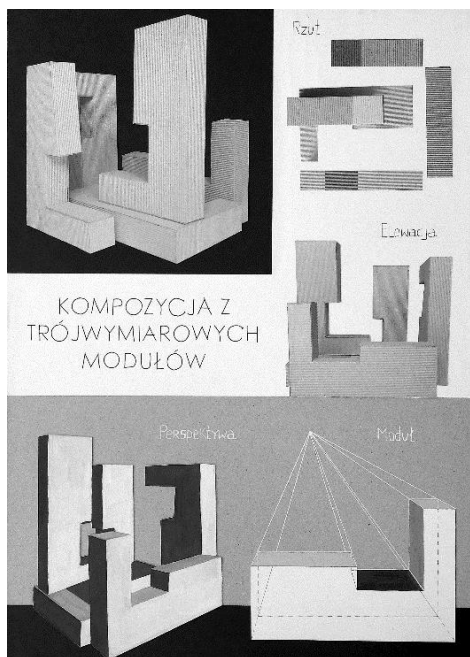 Rzut
Elewacja
KOMPOZYCJA Z
TRÓJWYMIAROWYCH
MODUŁÓW
Perspektywa
Moduł